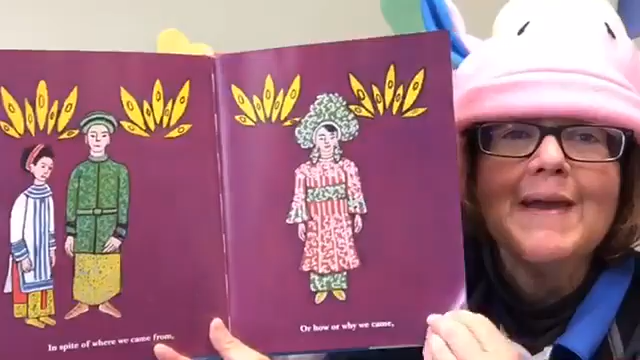 In spite of where we came from,
Or how or why we came,